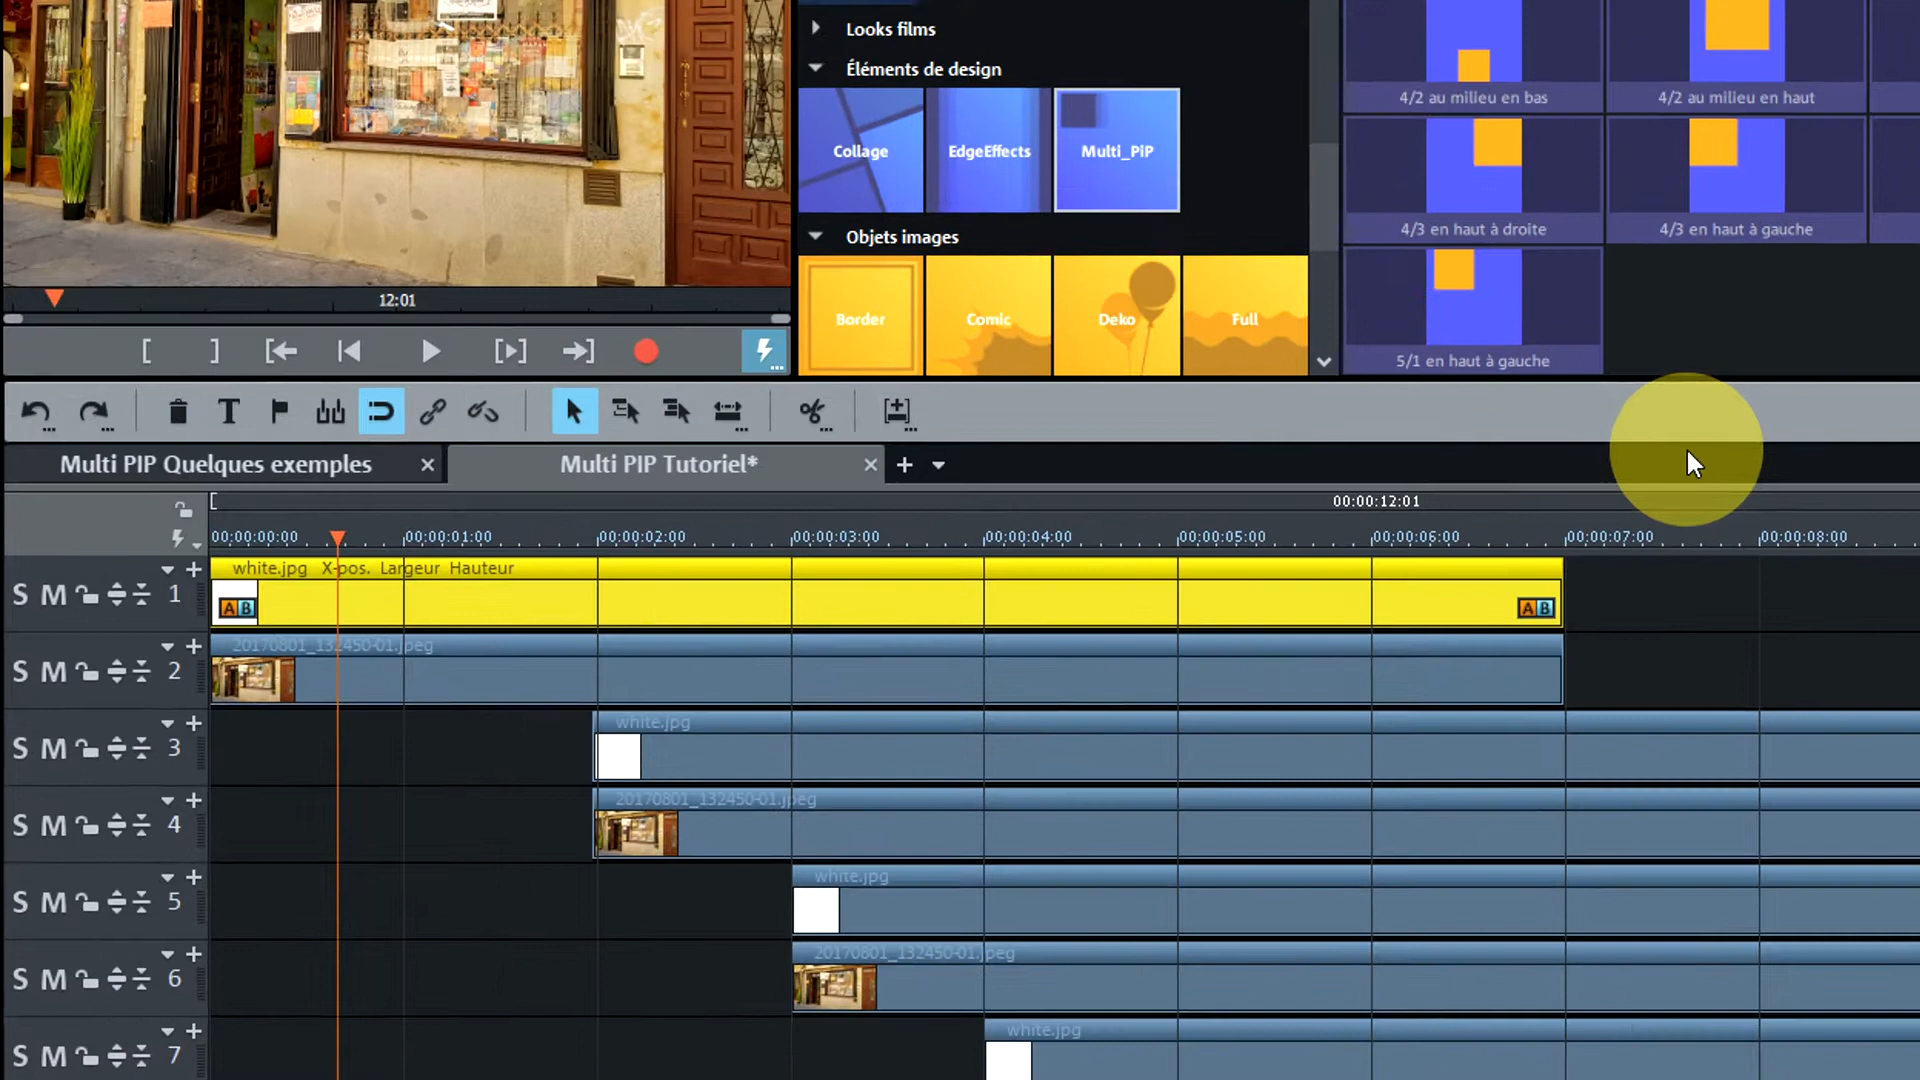 Looks films
Éléments de design
Collage
EdgeEffects
Multi_PiP
Objets images
Border
Comic
Deko
Full
4/2 au milieu en bas
4/2 au milieu en haut
4/3 en haut à droite
4/3 en haut à gauche
5/1 en haut à gauche
12:01
Multi PIP Quelques exemples
Multi PIP Tutoriel*
00:00:12:01
00:00:00:00
00:00:01:00
00:00:02:00
00:00:03:00
00:00:04:00
00:00:05:00
00:00:06:00
00:00:07:00
00:00:08:00
S M 1
white.jpg X-pos. Largeur Hauteur
A B
A B
S M 2
20170801_132450-01.jpeg
S M 3
white.jpg
S M 4
20170801_132450-01.jpeg
S M 5
white.jpg
S M 6
20170801_132450-01.jpeg
S M 7
white.jpg